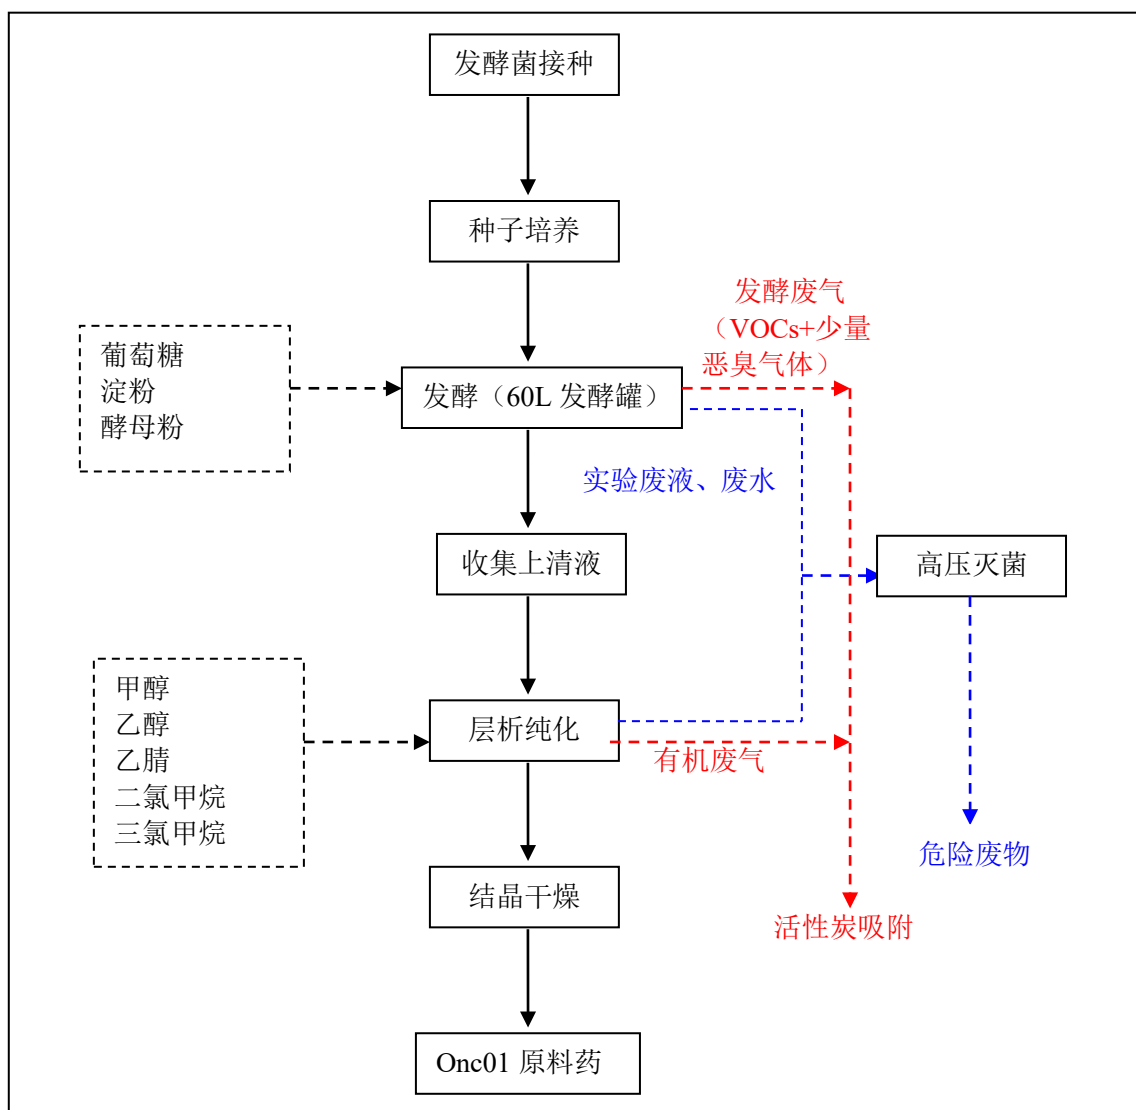 发酵菌接种
种子培养
发酵废气
（VOCs+少量
恶臭气体）
葡萄糖
淀粉
酵母粉
发酵（60L 发酵罐）
实验废液、废水
收集上清液
高压灭菌
甲醇
乙醇
乙腈
二氯甲烷
三氯甲烷
层析纯化
有机废气
危险废物
结晶干燥
活性炭吸附
Onc01 原料药